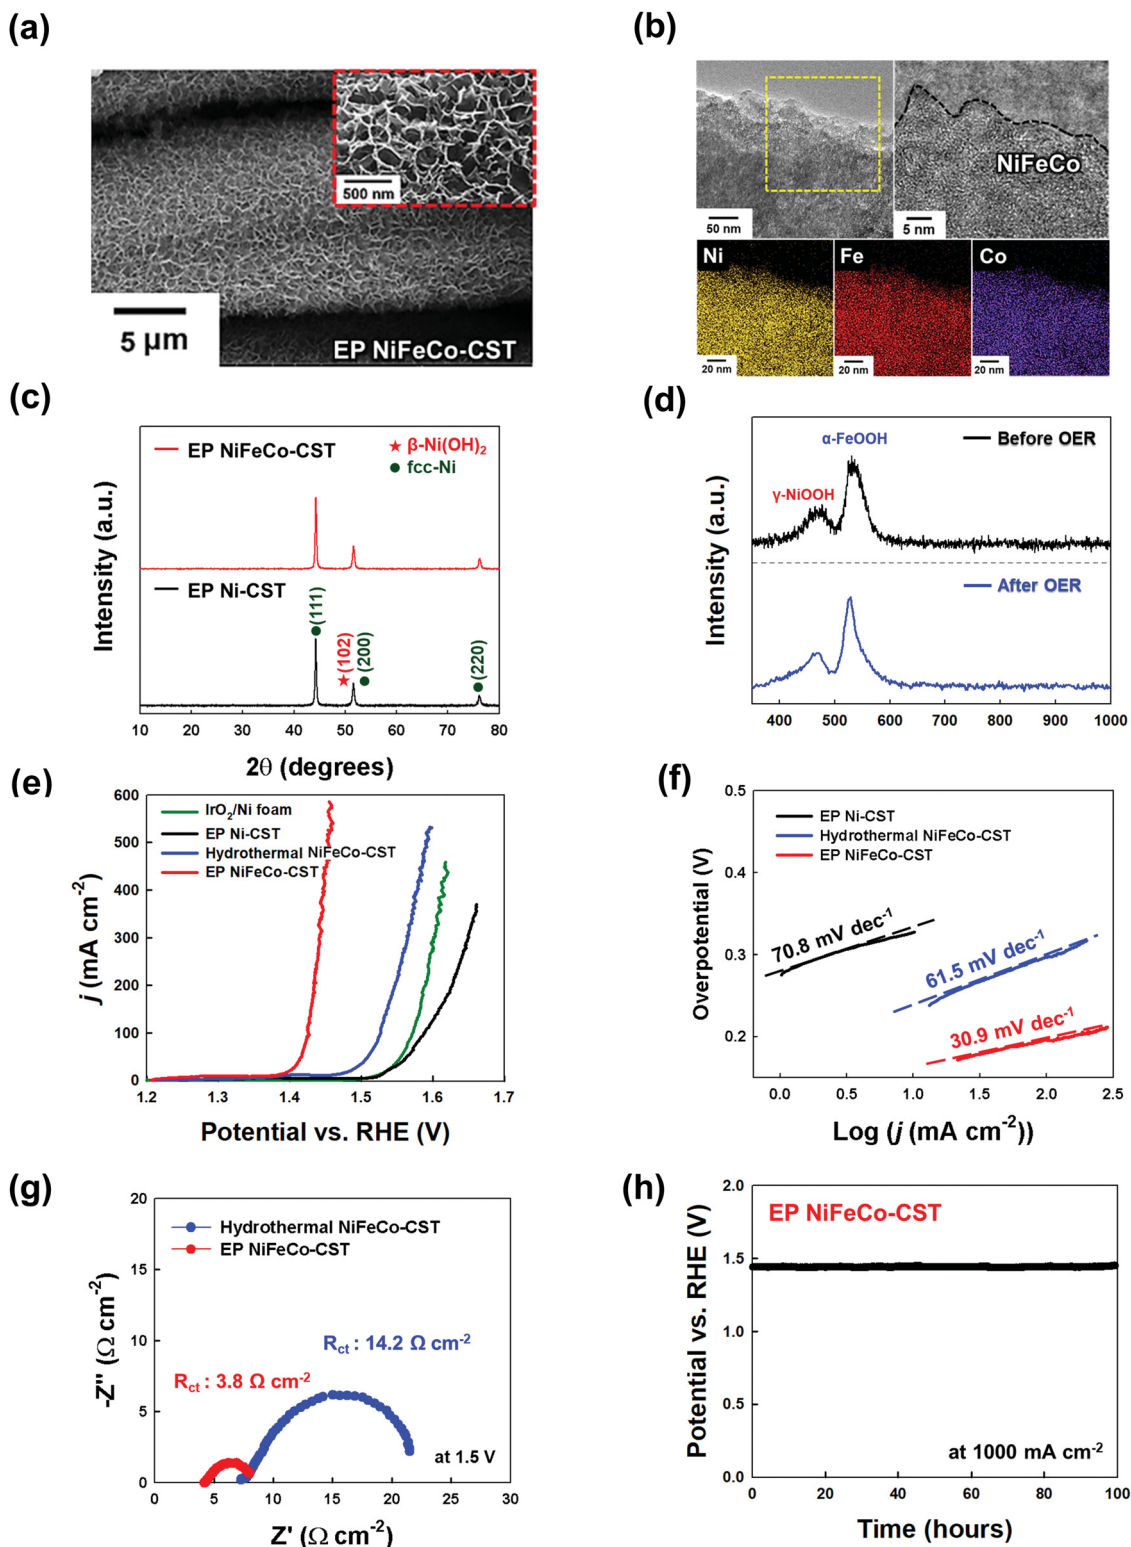 (a)
500 nm
5 μm
EP NiFeCo-CST
(b)
NiFeCo
50 nm
5 nm
Ni
Fe
Co
20 nm
20 nm
20 nm
(c)
EP NiFeCo-CST
★ β-Ni(OH)₂
● fcc-Ni
EP Ni-CST
(111)
(102)
(200)
(220)
Intensity (a.u.)
10 20 30 40 50 60 70 80
2θ (degrees)
(d)
α-FeOOH
Before OER
γ-NiOOH
After OER
Intensity (a.u.)
400 500 600 700 800 900 1000
(e)
600
500
400
300
200
100
0
IrO₂/Ni foam
EP Ni-CST
Hydrothermal NiFeCo-CST
EP NiFeCo-CST
j (mA cm⁻²)
1.2 1.3 1.4 1.5 1.6 1.7
Potential vs. RHE (V)
(f)
0.5
0.4
0.3
0.2
EP Ni-CST
Hydrothermal NiFeCo-CST
EP NiFeCo-CST
70.8 mV dec⁻¹
61.5 mV dec⁻¹
30.9 mV dec⁻¹
Overpotential (V)
0.0 0.5 1.0 1.5 2.0 2.5
Log (j (mA cm⁻²))
(g)
20
15
10
5
0
Hydrothermal NiFeCo-CST
EP NiFeCo-CST
Rct : 14.2 Ω cm⁻²
Rct : 3.8 Ω cm⁻²
at 1.5 V
-Z" (Ω cm⁻²)
0 5 10 15 20 25 30
Z' (Ω cm⁻²)
(h)
2.0
1.5
1.0
0.5
0.0
EP NiFeCo-CST
at 1000 mA cm⁻²
Potential vs. RHE (V)
0 20 40 60 80 100
Time (hours)